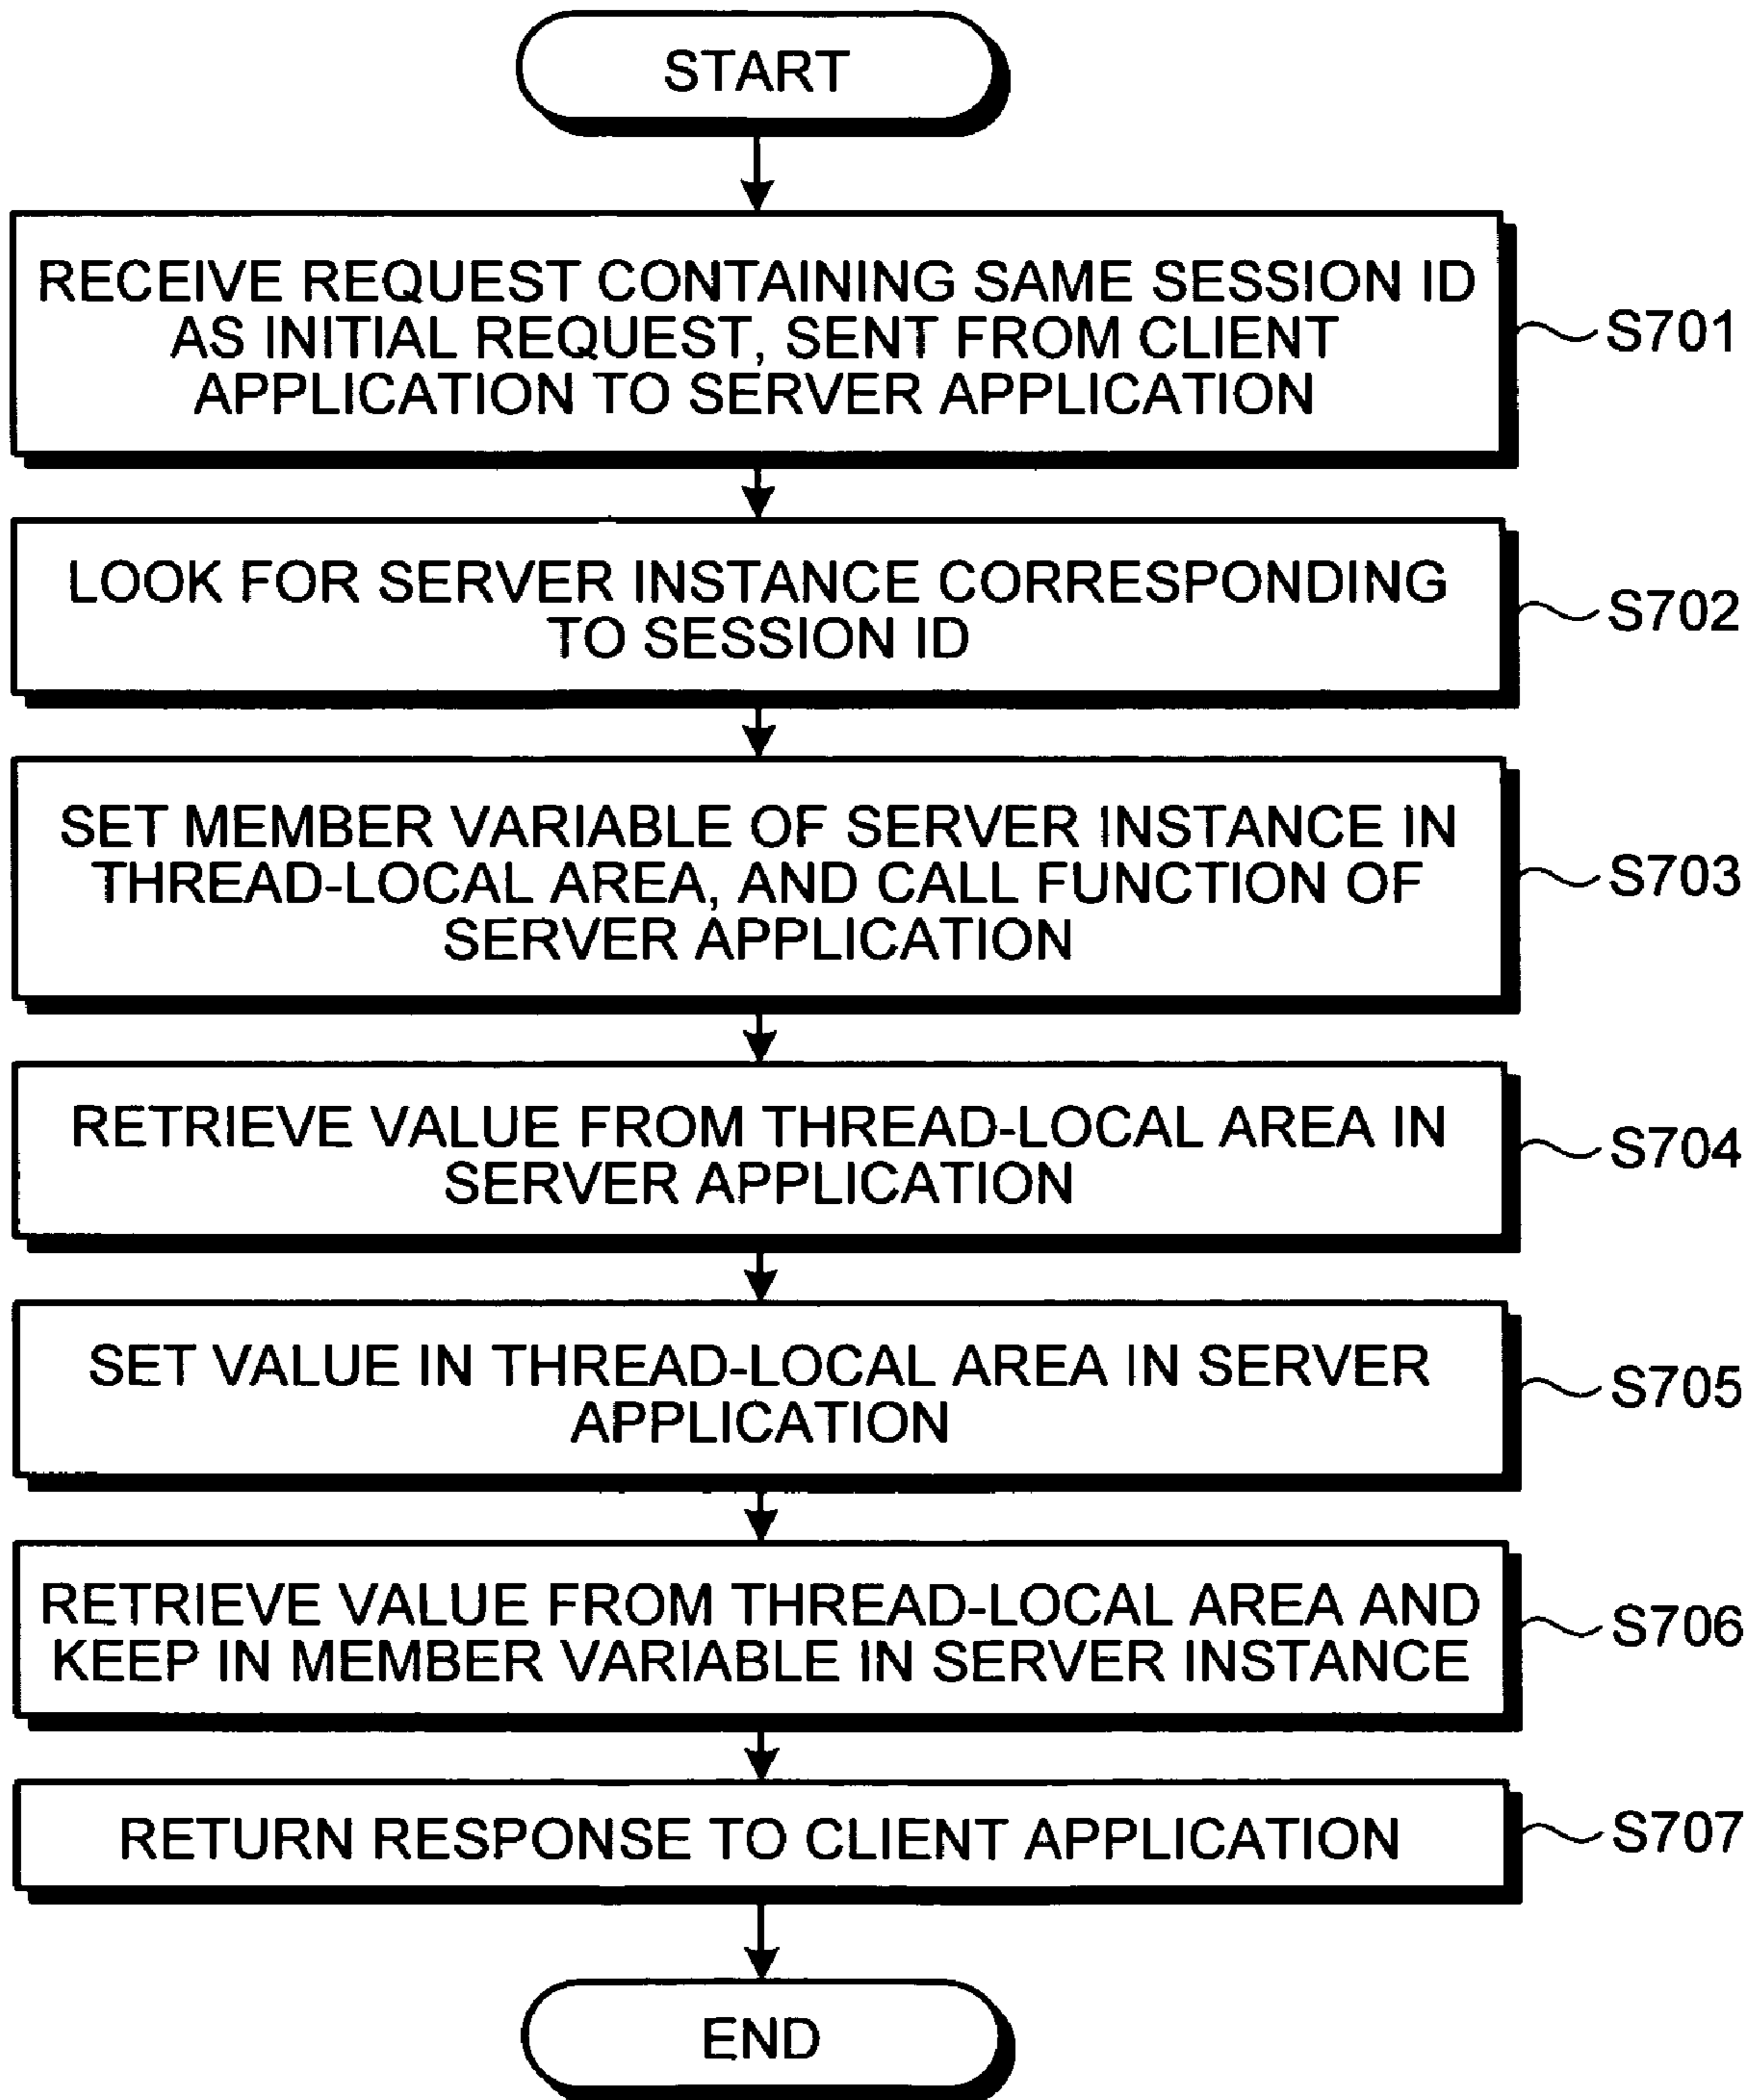 START
RECEIVE REQUEST CONTAINING SAME SESSION ID
AS INITIAL REQUEST, SENT FROM CLIENT
APPLICATION TO SERVER APPLICATION
S701
LOOK FOR SERVER INSTANCE CORRESPONDING
TO SESSION ID
S702
SET MEMBER VARIABLE OF SERVER INSTANCE IN
THREAD-LOCAL AREA, AND CALL FUNCTION OF
SERVER APPLICATION
S703
RETRIEVE VALUE FROM THREAD-LOCAL AREA IN
SERVER APPLICATION
S704
SET VALUE IN THREAD-LOCAL AREA IN SERVER
APPLICATION
S705
RETRIEVE VALUE FROM THREAD-LOCAL AREA AND
KEEP IN MEMBER VARIABLE IN SERVER INSTANCE
S706
RETURN RESPONSE TO CLIENT APPLICATION
S707
END